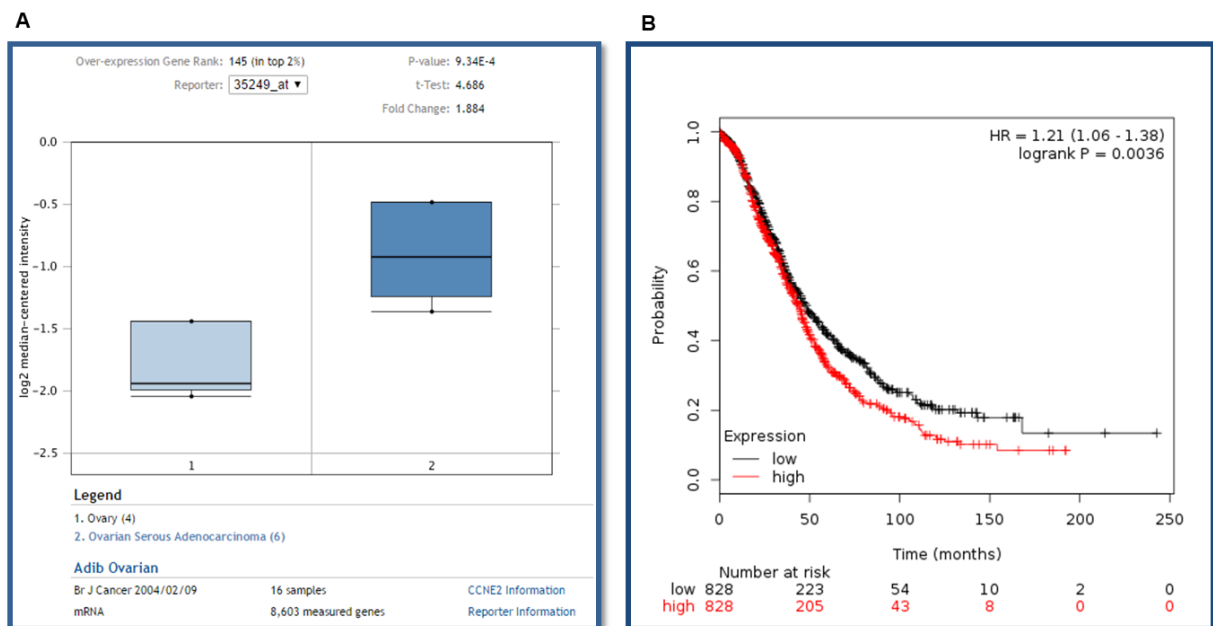 A
Over-expression Gene Rank: 145 (in top 2%)
P-value: 9.34E-4
Reporter: 35249_at ▼
t-Test: 4.686
Fold Change: 1.884
0.0
−0.5
−1.0
−1.5
−2.0
−2.5
log2 median-centered intensity
1
2
Legend
1. Ovary (4)
2. Ovarian Serous Adenocarcinoma (6)
Adib Ovarian
Br J Cancer 2004/02/09
16 samples
CCNE2 Information
mRNA
8,603 measured genes
Reporter Information
B
HR = 1.21 (1.06 - 1.38)
logrank P = 0.0036
1.0
0.8
0.6
0.4
0.2
0.0
Probability
Expression
low
high
0 50 100 150 200 250
Time (months)
Number at risk
low 828 223 54 10 2 0
high 828 205 43 8 0 0